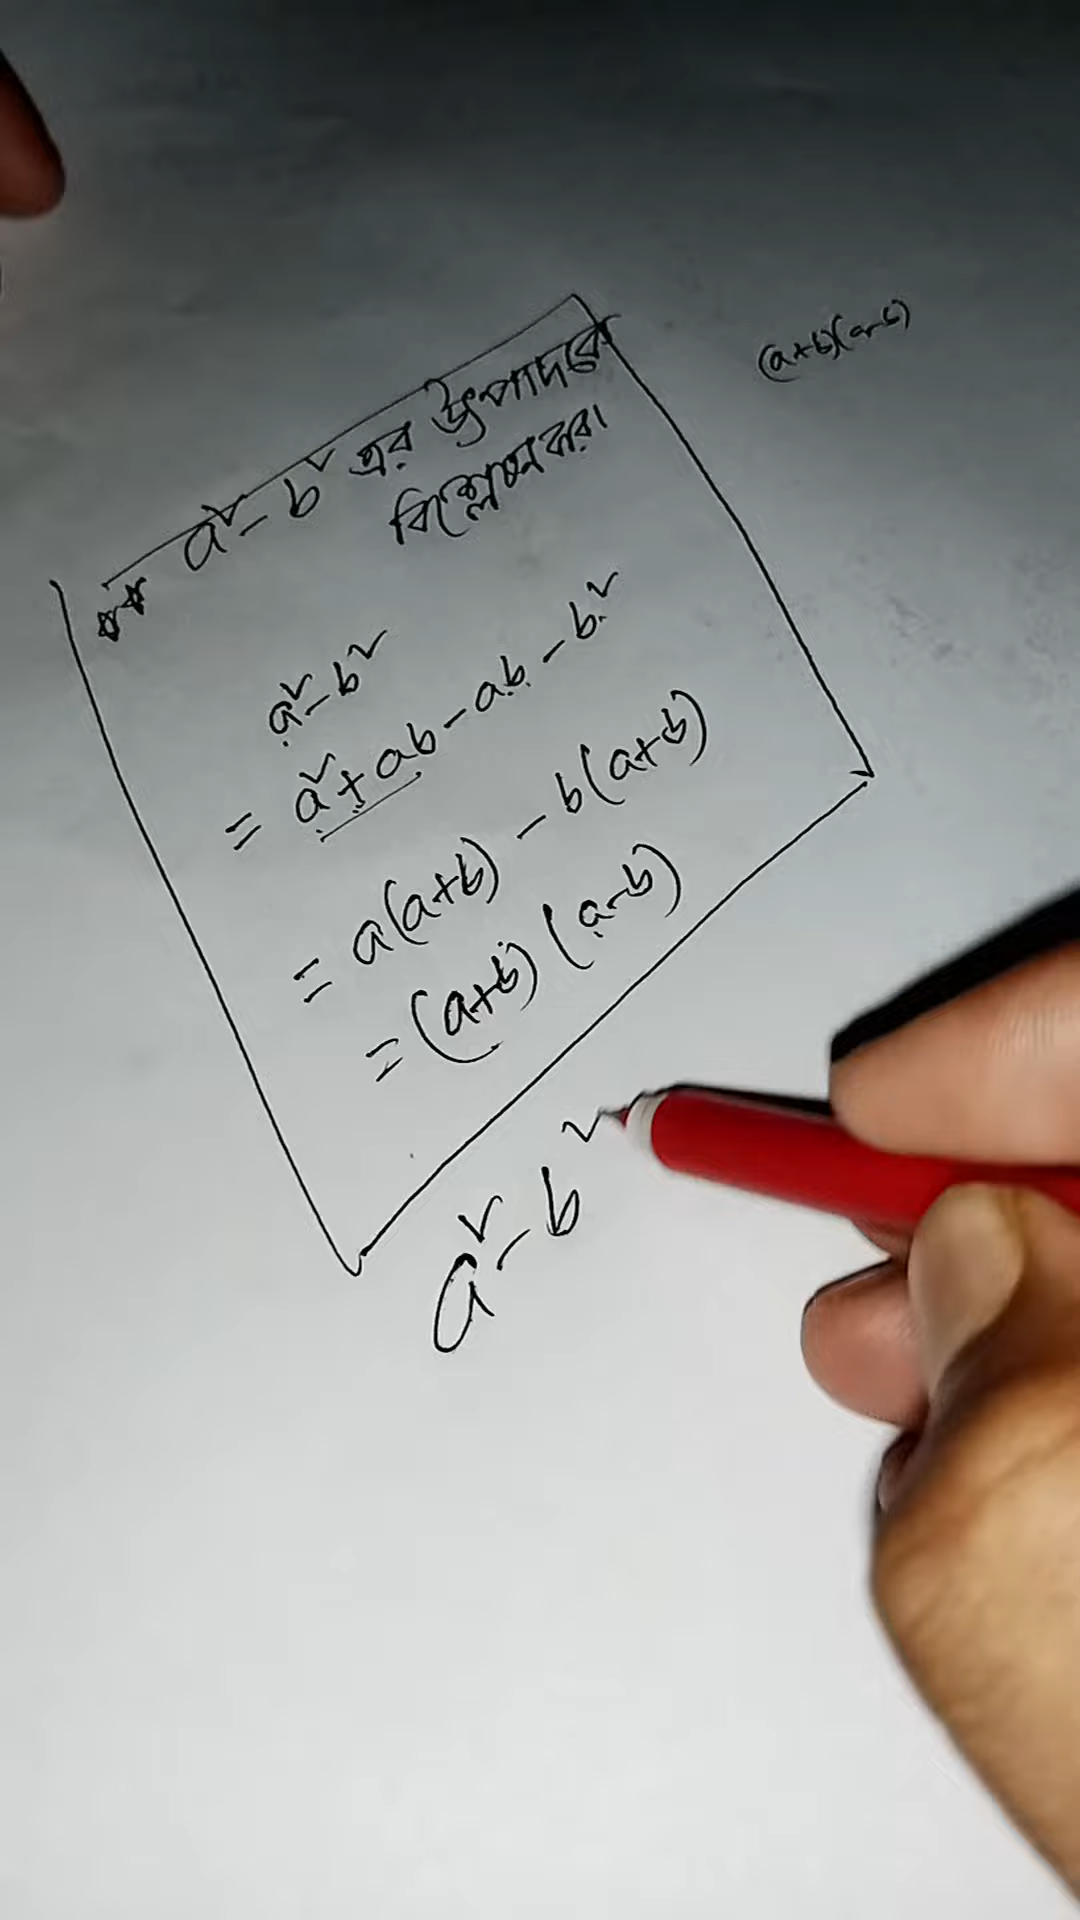 (a+b)(a-b)
** a² - b² এর উৎপাদকে
বিশ্লেষণ কর।
a² - b²
= a² + ab - ab - b²
= a(a+b) - b(a+b)
= (a+b) (a-b)
a² - b²